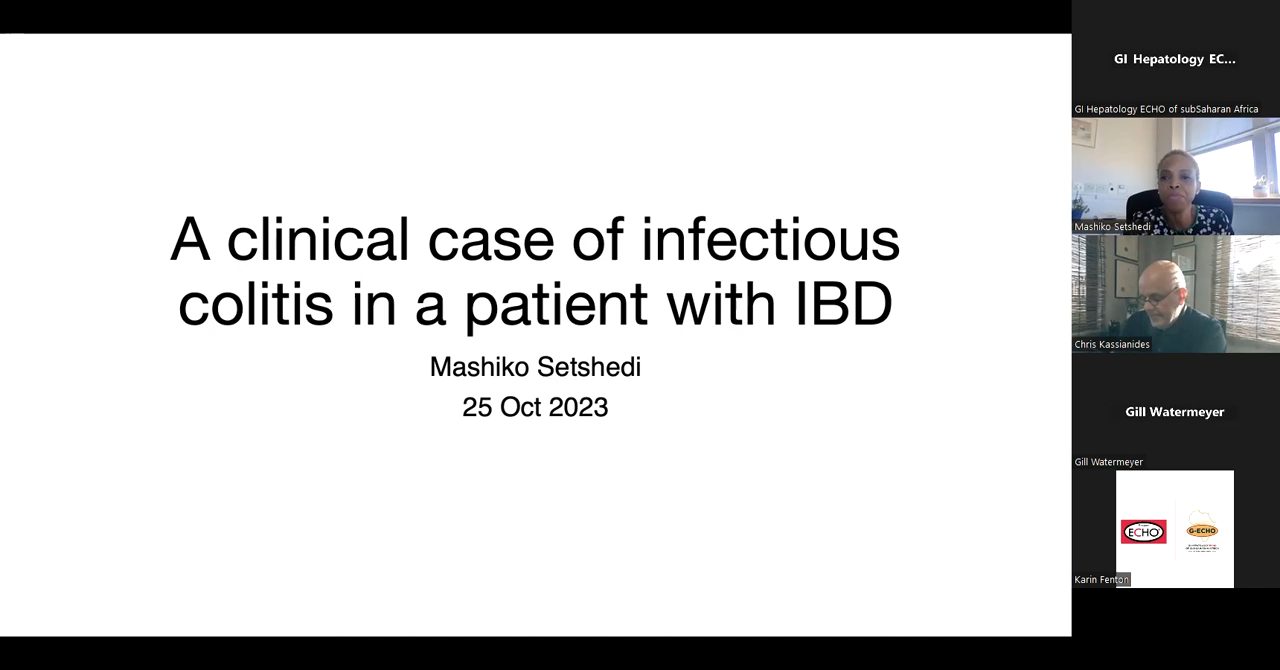 A clinical case of infectious
colitis in a patient with IBD
Mashiko Setshedi
25 Oct 2023
GI Hepatology EC...
GI Hepatology ECHO of subSaharan Africa
Mashiko Setshedi
Chris Kassianides
Gill Watermeyer
Gill Watermeyer
ECHO
G-ECHO
Karin Fenton